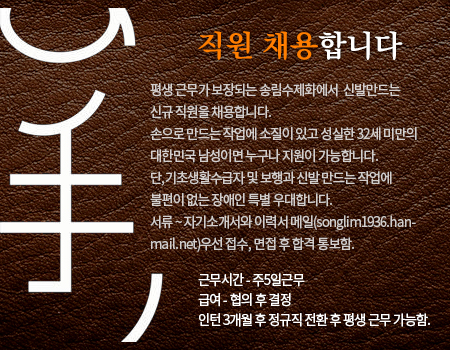 직원 채용합니다
평생 근무가 보장되는 송림수제화에서 신발만드는
신규 직원을 채용합니다.
손으로 만드는 작업에 소질이 있고 성실한 32세 미만의
대한민국 남성이면 누구나 지원이 가능합니다.
단,기초생활수급자 및 보행과 신발 만드는 작업에
불편이 없는 장애인 특별 우대합니다.
서류 ~ 자기소개서와 이력서 메일(songlim1936.han-
mail.net)우선 접수, 면접 후 합격 통보함.
근무시간 - 주5일근무
급여 - 협의 후 결정
인턴 3개월 후 정규직 전환 후 평생 근무 가능함.